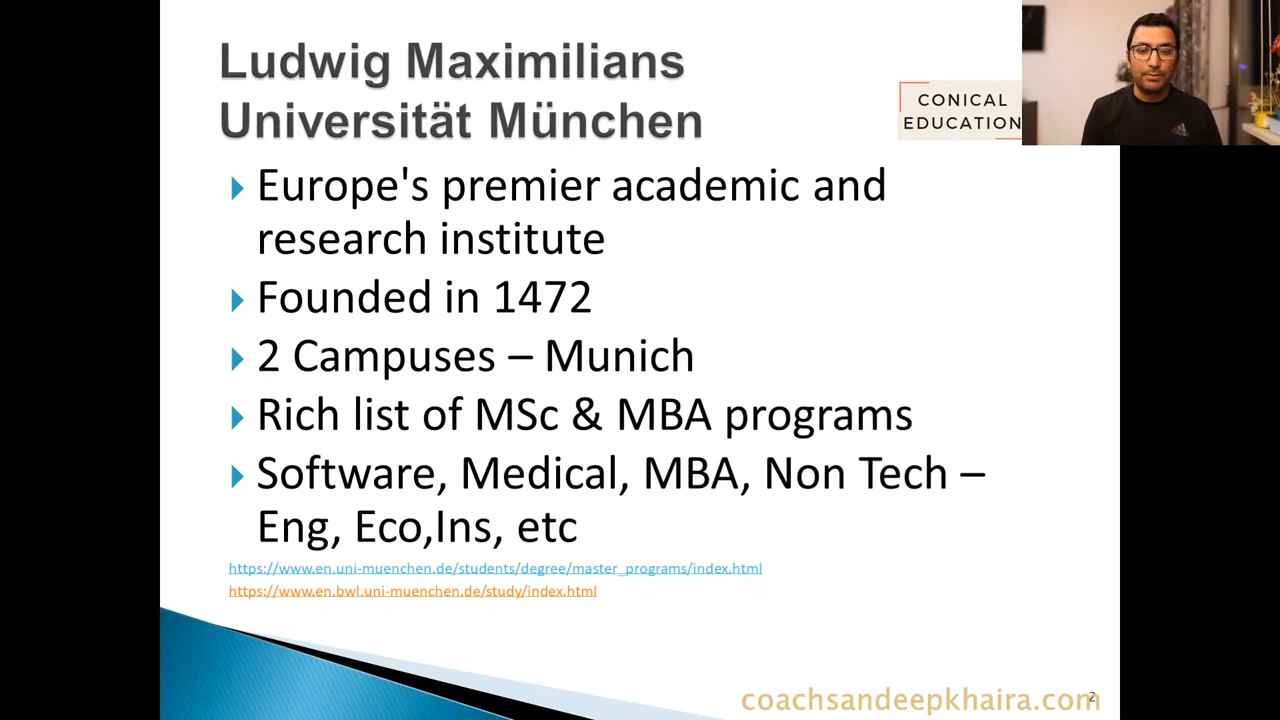 Ludwig Maximilians
Universität München
CONICAL
EDUCATION
Europe's premier academic and
research institute
Founded in 1472
2 Campuses – Munich
Rich list of MSc & MBA programs
Software, Medical, MBA, Non Tech –
Eng, Eco,Ins, etc
https://www.en.uni-muenchen.de/students/degree/master_programs/index.html
https://www.en.bwl.uni-muenchen.de/study/index.html
coachsandeepkhaira.com
2